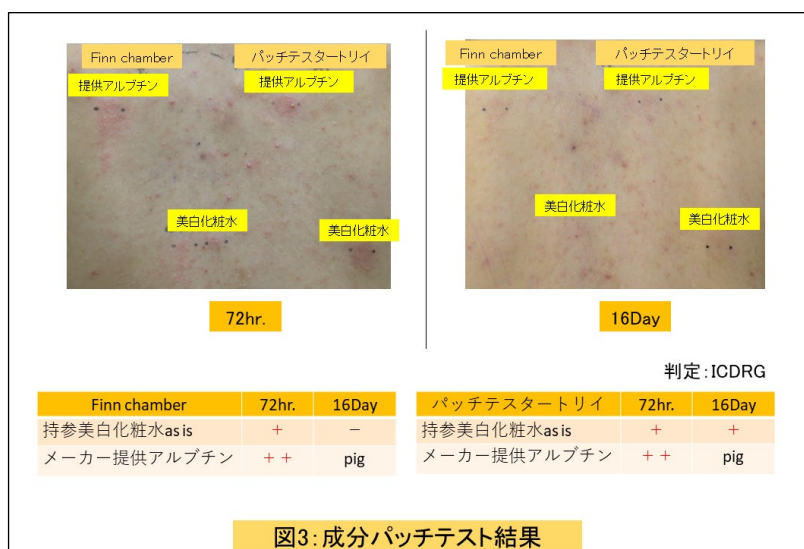 Finn chamber
パッチテスタートリイ
提供アルブチン
提供アルブチン
美白化粧水
美白化粧水
72hr.
Finn chamber
パッチテスタートリイ
提供アルブチン
提供アルブチン
美白化粧水
美白化粧水
16Day
判定:ICDRG
Finn chamber 72hr. 16Day
持参美白化粧水as is + −
メーカー提供アルブチン ++ pig
パッチテスタートリイ 72hr. 16Day
持参美白化粧水as is + +
メーカー提供アルブチン ++ pig
図3:成分パッチテスト結果